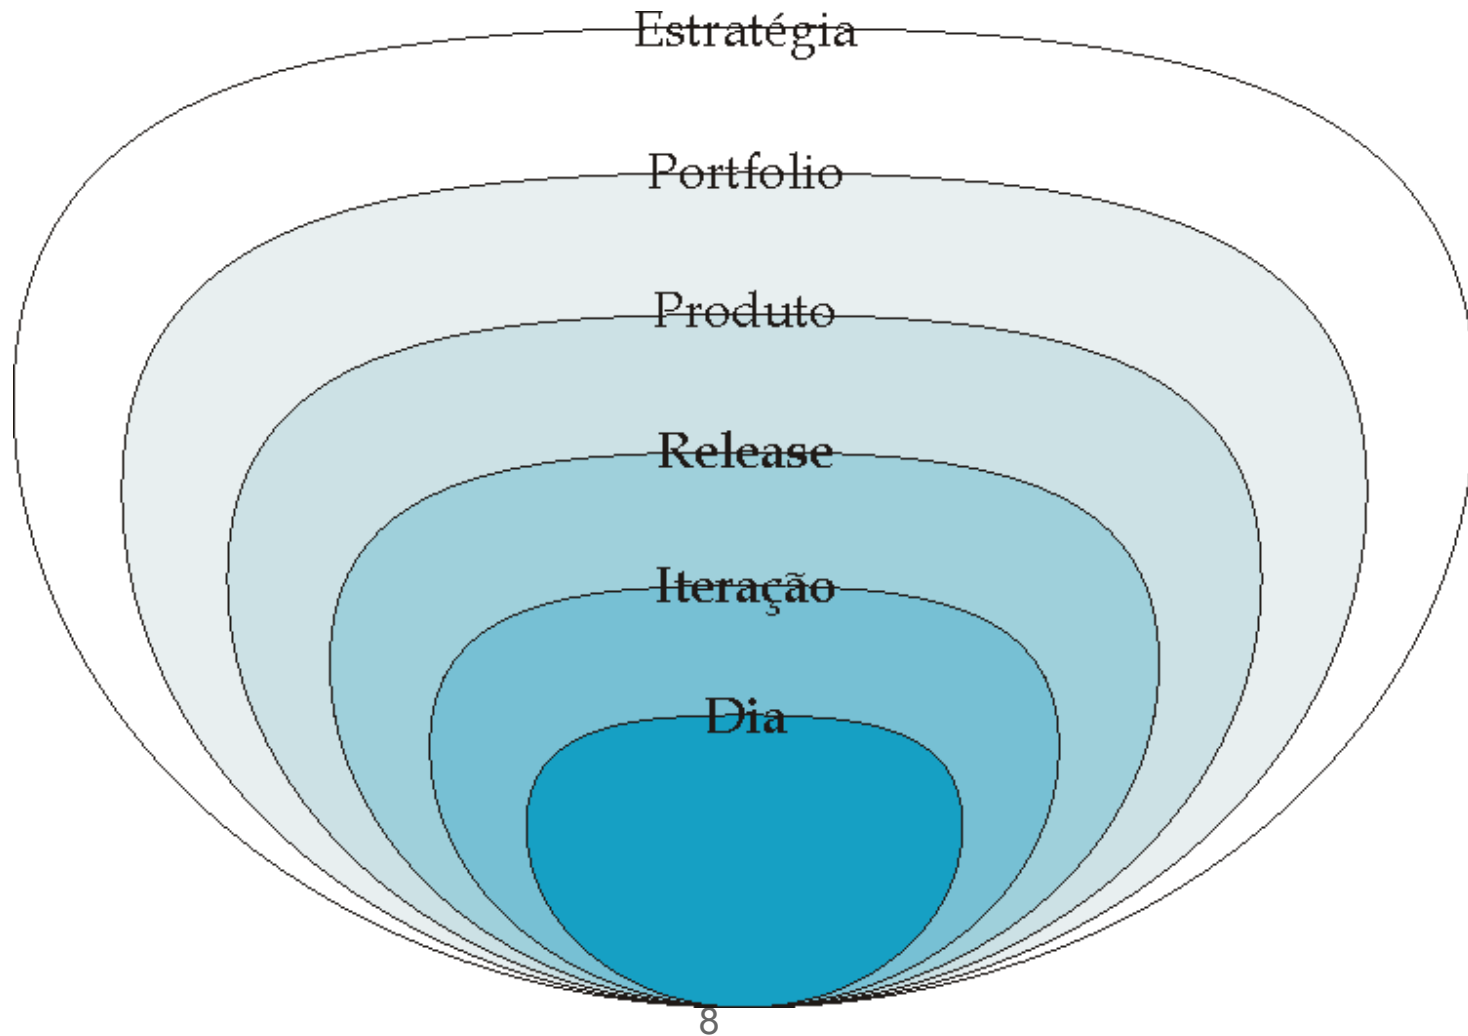 Estratégia
Portfolio
Produto
Release
Iteração
Dia
8